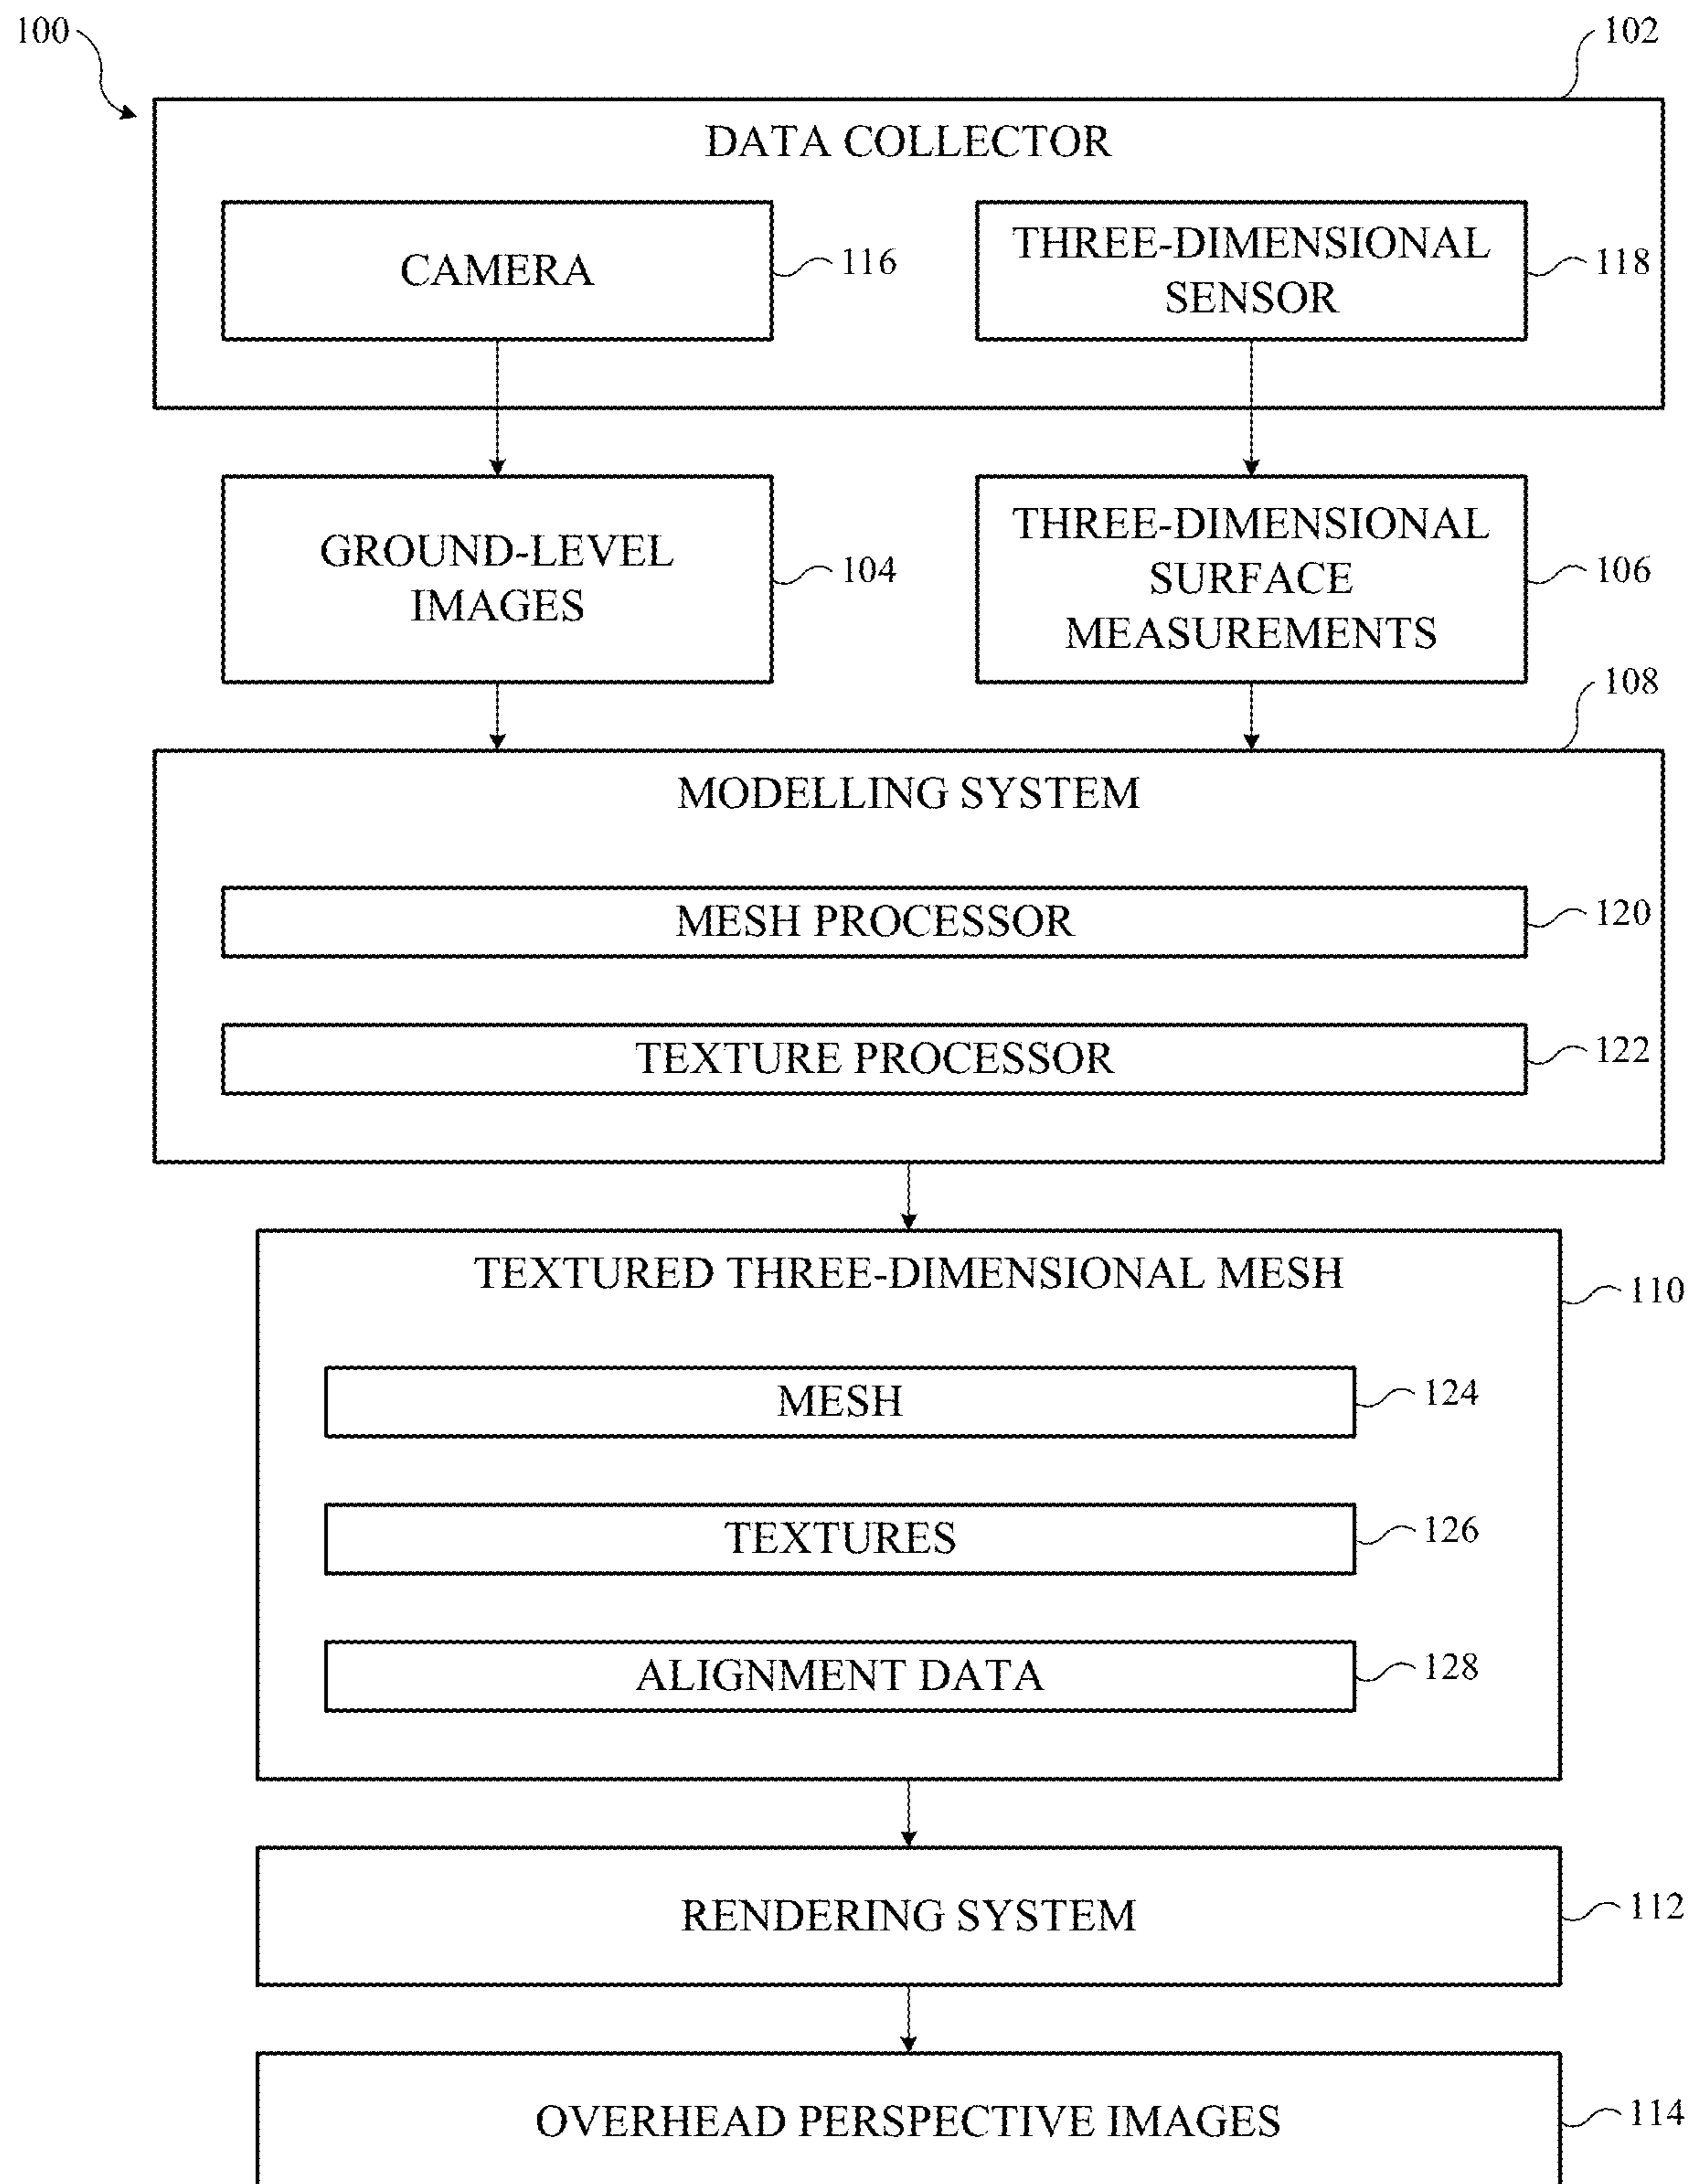 100
102
DATA COLLECTOR
CAMERA
116
THREE-DIMENSIONAL
SENSOR
118
GROUND-LEVEL
IMAGES
104
THREE-DIMENSIONAL
SURFACE
MEASUREMENTS
106
108
MODELLING SYSTEM
MESH PROCESSOR
120
TEXTURE PROCESSOR
122
TEXTURED THREE-DIMENSIONAL MESH
110
MESH
124
TEXTURES
126
ALIGNMENT DATA
128
RENDERING SYSTEM
112
OVERHEAD PERSPECTIVE IMAGES
114